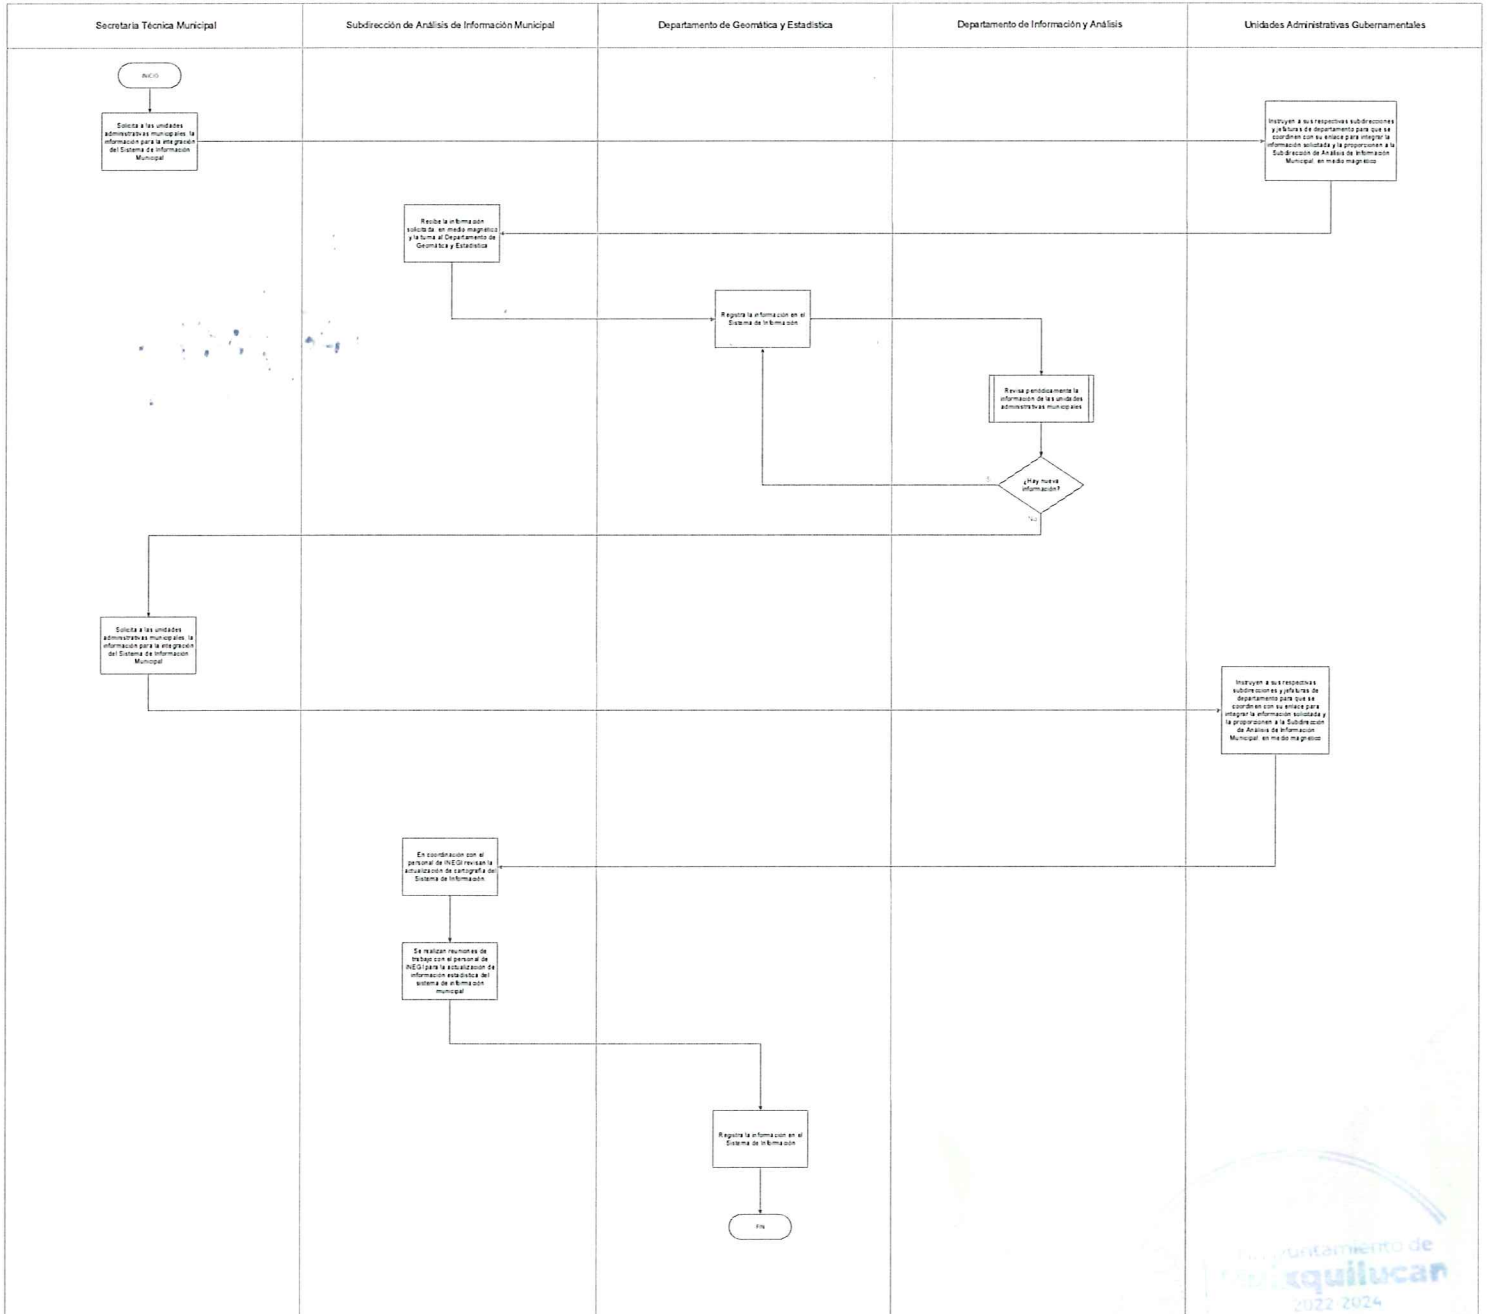 Secretaria Técnica Municipal
Subdirección de Análisis de Información Municipal
Departamento de Geomática y Estadística
Departamento de Información y Análisis
Unidades Administrativas Gubernamentales
INICIO
Solicita a las unidades
administrativas municipales, la
información para la integración
del Sistema de Información
Municipal
Instruyen a sus respectivas subdirecciones
y jefaturas de departamento para que se
coordinen con su enlace para integrar la
información solicitada y la proporcionen a la
Subdirección de Análisis de Información
Municipal, en medio magnético
Recibe la información
solicitada, en medio magnético
y la turna al Departamento de
Geomática y Estadística
Registra la información en el
Sistema de Información
Revisa periódicamente la
información de las unidades
administrativas municipales
¿Hay nueva
información?
Solicita a las unidades
administrativas municipales, la
información para la integración
del Sistema de Información
Municipal
Instruyen a sus respectivas
subdirecciones y jefaturas de
departamento para que se
coordinen con su enlace para
integrar la información solicitada y
la proporcionen a la Subdirección
de Análisis de Información
Municipal, en medio magnético
En coordinación con el
personal de INEGI revisan la
actualización de cartografía del
Sistema de Información
Se realizan reuniones de
trabajo con el personal de
INEGI para la actualización de
información estadística del
sistema de información
municipal
Registra la información en el
Sistema de Información
FIN
de
2022-2024